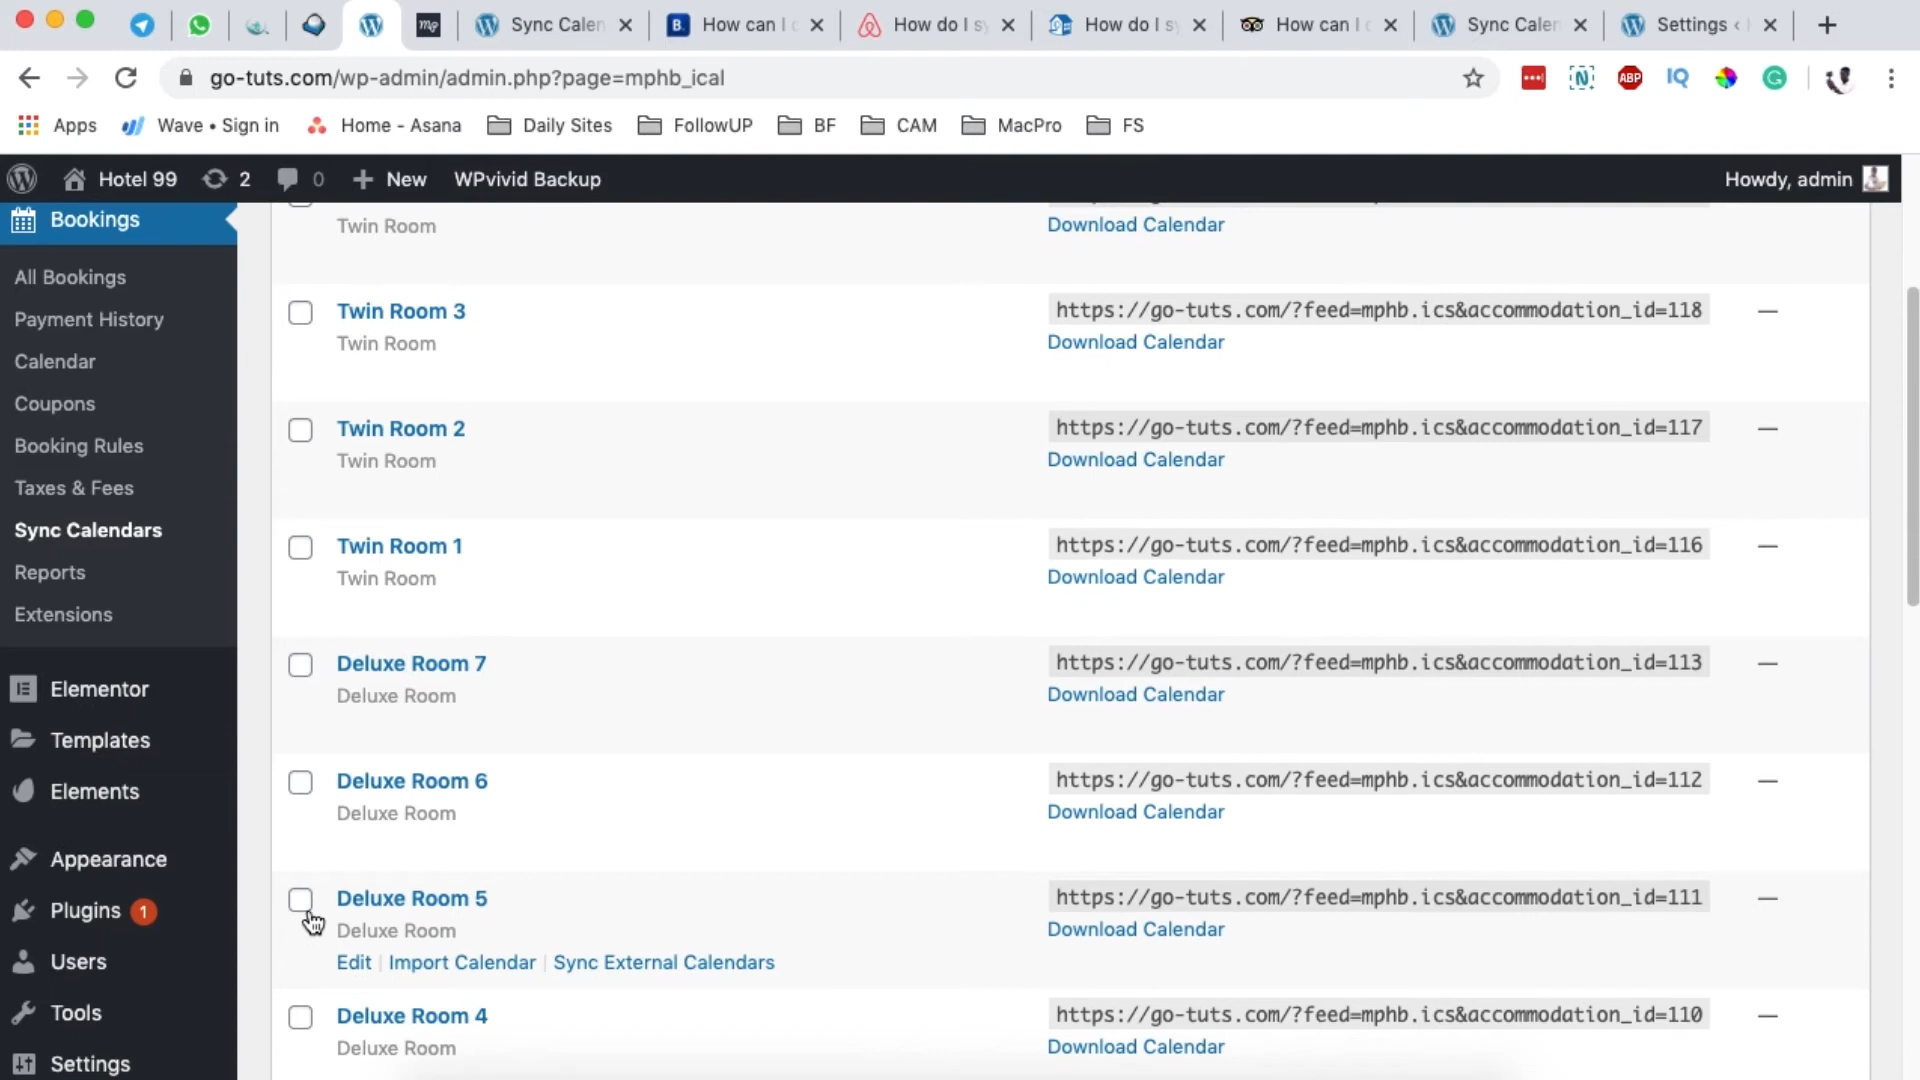 Sync Calen
B.
How can I c
How do I sy
How do I sy
How can I c
Sync Calen
Settings ‹
go-tuts.com/wp-admin/admin.php?page=mphb_ical
ABP
IQ
Apps
Wave • Sign in
Home - Asana
Daily Sites
FollowUP
BF
CAM
MacPro
FS
Hotel 99
2
0
New
WPvivid Backup
Howdy, admin
Bookings
All Bookings
Payment History
Calendar
Coupons
Booking Rules
Taxes & Fees
Sync Calendars
Reports
Extensions
Elementor
Templates
Elements
Appearance
Plugins 1
Users
Tools
Settings
Twin Room
Download Calendar
Twin Room 3
https://go-tuts.com/?feed=mphb.ics&accommodation_id=118
—
Twin Room
Download Calendar
Twin Room 2
https://go-tuts.com/?feed=mphb.ics&accommodation_id=117
—
Twin Room
Download Calendar
Twin Room 1
https://go-tuts.com/?feed=mphb.ics&accommodation_id=116
—
Twin Room
Download Calendar
Deluxe Room 7
https://go-tuts.com/?feed=mphb.ics&accommodation_id=113
—
Deluxe Room
Download Calendar
Deluxe Room 6
https://go-tuts.com/?feed=mphb.ics&accommodation_id=112
—
Deluxe Room
Download Calendar
Deluxe Room 5
https://go-tuts.com/?feed=mphb.ics&accommodation_id=111
—
Deluxe Room
Download Calendar
Edit | Import Calendar | Sync External Calendars
Deluxe Room 4
https://go-tuts.com/?feed=mphb.ics&accommodation_id=110
—
Deluxe Room
Download Calendar